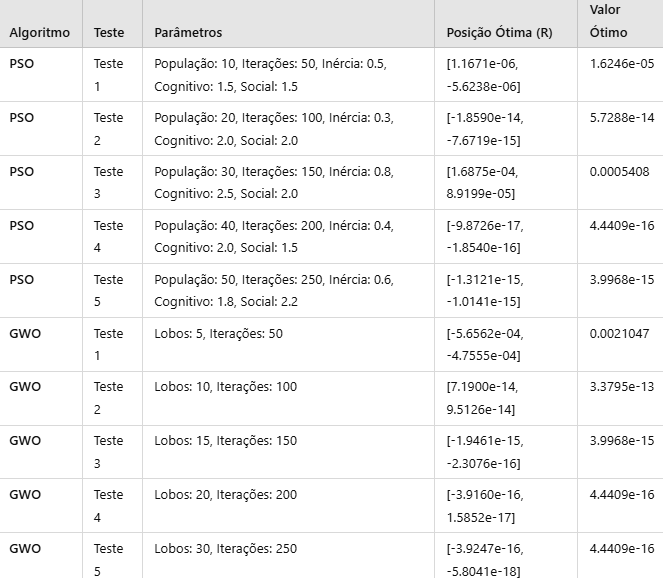 Algoritmo Teste Parâmetros Posição Ótima (R) Valor
Ótimo
PSO Teste População: 10, Iterações: 50, Inércia: 0.5, [1.1671e-06, 1.6246e-05
1 Cognitivo: 1.5, Social: 1.5 -5.6238e-06]
PSO Teste População: 20, Iterações: 100, Inércia: 0.3, [-1.8590e-14, 5.7288e-14
2 Cognitivo: 2.0, Social: 2.0 -7.6719e-15]
PSO Teste População: 30, Iterações: 150, Inércia: 0.8, [1.6875e-04, 0.0005408
3 Cognitivo: 2.5, Social: 2.0 8.9199e-05]
PSO Teste População: 40, Iterações: 200, Inércia: 0.4, [-9.8726e-17, 4.4409e-16
4 Cognitivo: 2.0, Social: 1.5 -1.8540e-16]
PSO Teste População: 50, Iterações: 250, Inércia: 0.6, [-1.3121e-15, 3.9968e-15
5 Cognitivo: 1.8, Social: 2.2 -1.0141e-15]
GWO Teste Lobos: 5, Iterações: 50 [-5.6562e-04, 0.0021047
1 -4.7555e-04]
GWO Teste Lobos: 10, Iterações: 100 [7.1900e-14, 3.3795e-13
2 9.5126e-14]
GWO Teste Lobos: 15, Iterações: 150 [-1.9461e-15, 3.9968e-15
3 -2.3076e-16]
GWO Teste Lobos: 20, Iterações: 200 [-3.9160e-16, 4.4409e-16
4 1.5852e-17]
GWO Teste Lobos: 30, Iterações: 250 [-3.9247e-16, 4.4409e-16
5 -5.8041e-18]